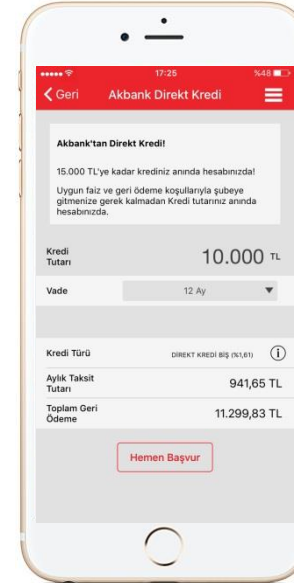 17:25
%48
Geri
Akbank Direkt Kredi
Akbank'tan Direkt Kredi!
15.000 TL'ye kadar krediniz anında hesabınızda!
Uygun faiz ve geri ödeme koşullarıyla şubeye
gitmenize gerek kalmadan Kredi tutarınız anında
hesabınızda.
Kredi
Tutarı
10.000 TL
Vade
12 Ay
Kredi Türü
DİREKT KREDİ BİŞ (%1,61)
Aylık Taksit
Tutarı
941,65 TL
Toplam Geri
Ödeme
11.299,83 TL
Hemen Başvur